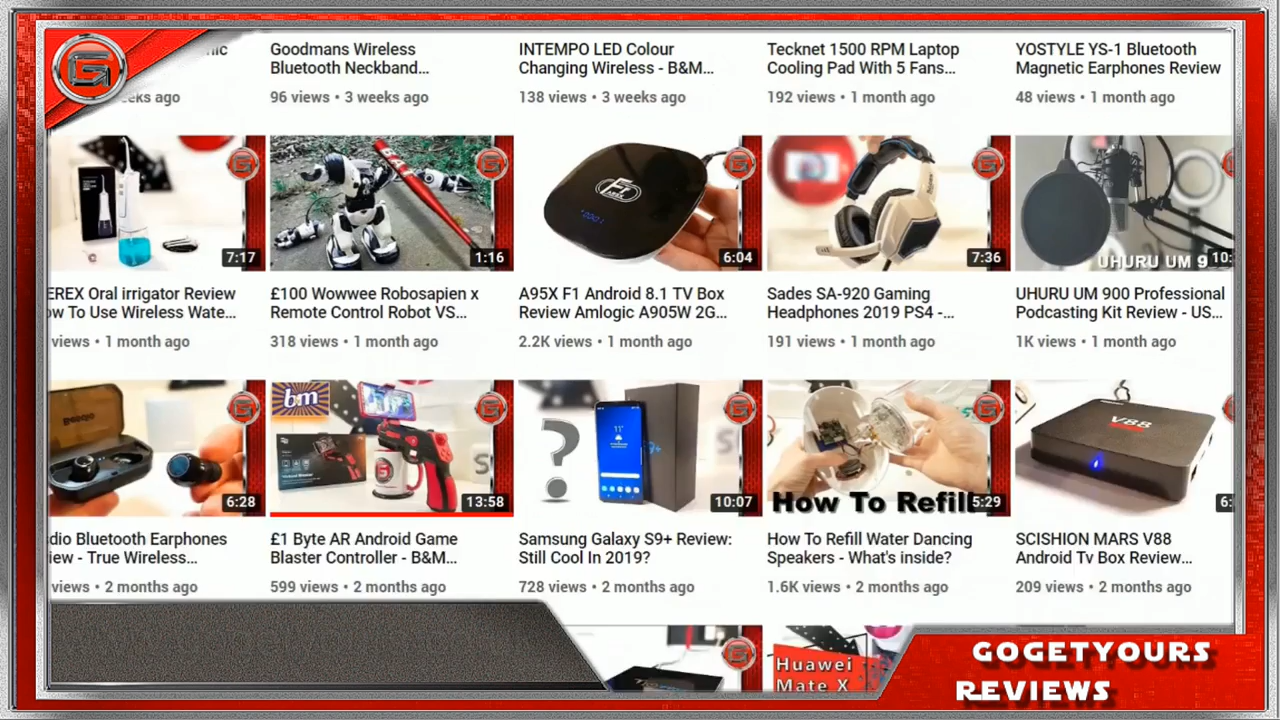 Goodmans Wireless
Bluetooth Neckband...
96 views • 3 weeks ago
INTEMPO LED Colour
Changing Wireless - B&M...
138 views • 3 weeks ago
Tecknet 1500 RPM Laptop
Cooling Pad With 5 Fans...
192 views • 1 month ago
YOSTYLE YS-1 Bluetooth
Magnetic Earphones Review
48 views • 1 month ago
7:17
1:16
6:04
7:36
UHURU UM 9
10:
EREX Oral irrigator Review
ow To Use Wireless Wate...
views • 1 month ago
£100 Wowwee Robosapien x
Remote Control Robot VS...
318 views • 1 month ago
A95X F1 Android 8.1 TV Box
Review Amlogic A905W 2G...
2.2K views • 1 month ago
Sades SA-920 Gaming
Headphones 2019 PS4 -...
191 views • 1 month ago
UHURU UM 900 Professional
Podcasting Kit Review - US...
1K views • 1 month ago
6:28
bm
13:58
?
10:07
How To Refill
5:29
V88
6:
dio Bluetooth Earphones
iew - True Wireless...
views • 2 months ago
£1 Byte AR Android Game
Blaster Controller - B&M...
599 views • 2 months ago
Samsung Galaxy S9+ Review:
Still Cool In 2019?
728 views • 2 months ago
How To Refill Water Dancing
Speakers - What's inside?
1.6K views • 2 months ago
SCISHION MARS V88
Android Tv Box Review...
209 views • 2 months ago
Huawei
Mate X
GOGETYOURS
REVIEWS